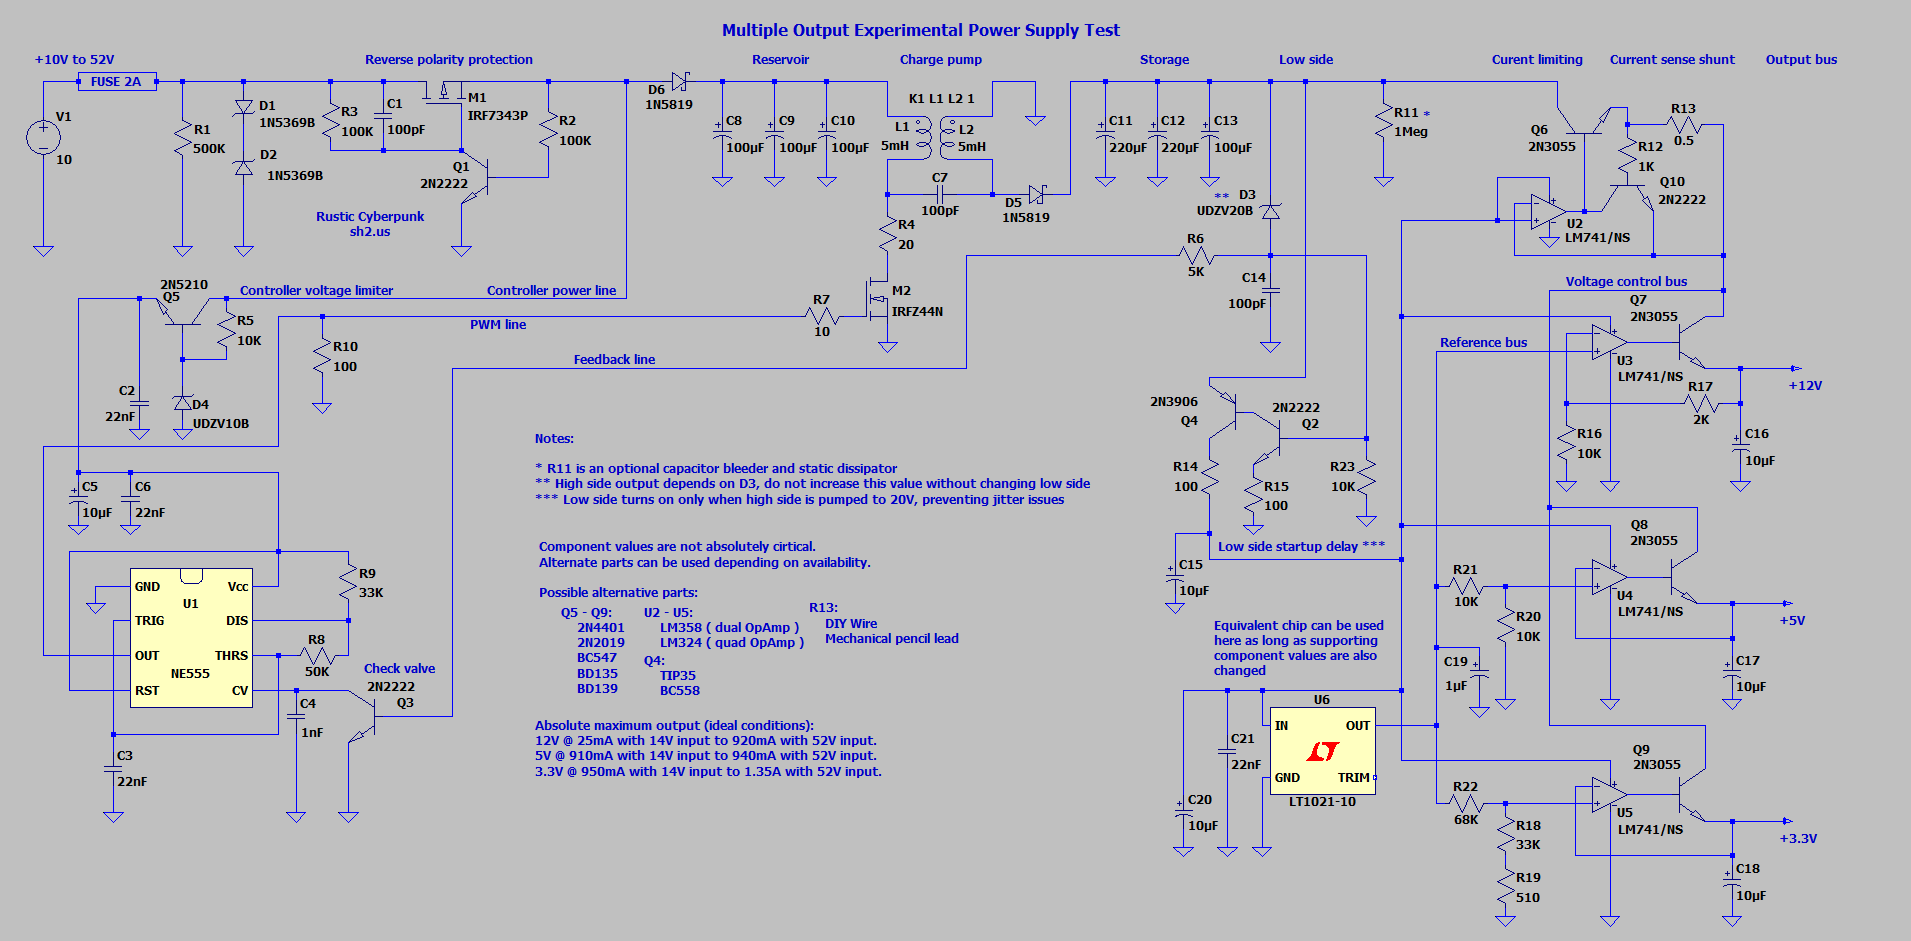 Multiple Output Experimental Power Supply Test
+10V to 52V
Reverse polarity protection
Reservoir
Charge pump
Storage
Low side
Curent limiting
Current sense shunt
Output bus
FUSE 2A
V1
10
R1
500K
D1
1N5369B
D2
1N5369B
R3
100K
C1
100pF
M1
IRF7343P
Q1
2N2222
R2
100K
Rustic Cyberpunk
sh2.us
D6
1N5819
C8
100µF
C9
100µF
C10
100µF
K1 L1 L2 1
L1
5mH
L2
5mH
C7
100pF
D5
1N5819
R4
20
M2
IRFZ44N
R7
10
C11
220µF
C12
220µF
C13
100µF
** D3
UDZV20B
R6
5K
C14
100pF
R11 *
1Meg
Q6
2N3055
R13
0.5
R12
1K
Q10
2N2222
U2
LM741/NS
Voltage control bus
2N5210
Q5
Controller voltage limiter
Controller power line
R5
10K
PWM line
R10
100
Feedback line
C2
22nF
D4
UDZV10B
C5
10µF
C6
22nF
GND
TRIG
OUT
RST
Vcc
DIS
THRS
CV
U1
NE555
R9
33K
R8
50K
Check valve
2N2222
Q3
C4
1nF
C3
22nF
Notes:
* R11 is an optional capacitor bleeder and static dissipator
** High side output depends on D3, do not increase this value without changing low side
*** Low side turns on only when high side is pumped to 20V, preventing jitter issues
Component values are not absolutely cirtical.
Alternate parts can be used depending on availability.
Possible alternative parts:
Q5 - Q9:
2N4401
2N2019
BC547
BD135
BD139
U2 - U5:
LM358 ( dual OpAmp )
LM324 ( quad OpAmp )
Q4:
TIP35
BC558
R13:
DIY Wire
Mechanical pencil lead
Absolute maximum output (ideal conditions):
12V @ 25mA with 14V input to 920mA with 52V input.
5V @ 910mA with 14V input to 940mA with 52V input.
3.3V @ 950mA with 14V input to 1.35A with 52V input.
2N3906
Q4
2N2222
Q2
R14
100
R15
100
R23
10K
Low side startup delay ***
C15
10µF
Equivalent chip can be used
here as long as supporting
component values are also
changed
U6
IN
OUT
GND
TRIM
LT1021-10
C21
22nF
C20
10µF
Reference bus
Q7
2N3055
U3
LM741/NS
+12V
R17
2K
R16
10K
C16
10µF
Q8
2N3055
R21
10K
U4
LM741/NS
R20
10K
+5V
C19
1µF
C17
10µF
Q9
2N3055
R22
68K
U5
LM741/NS
R18
33K
+3.3V
R19
510
C18
10µF